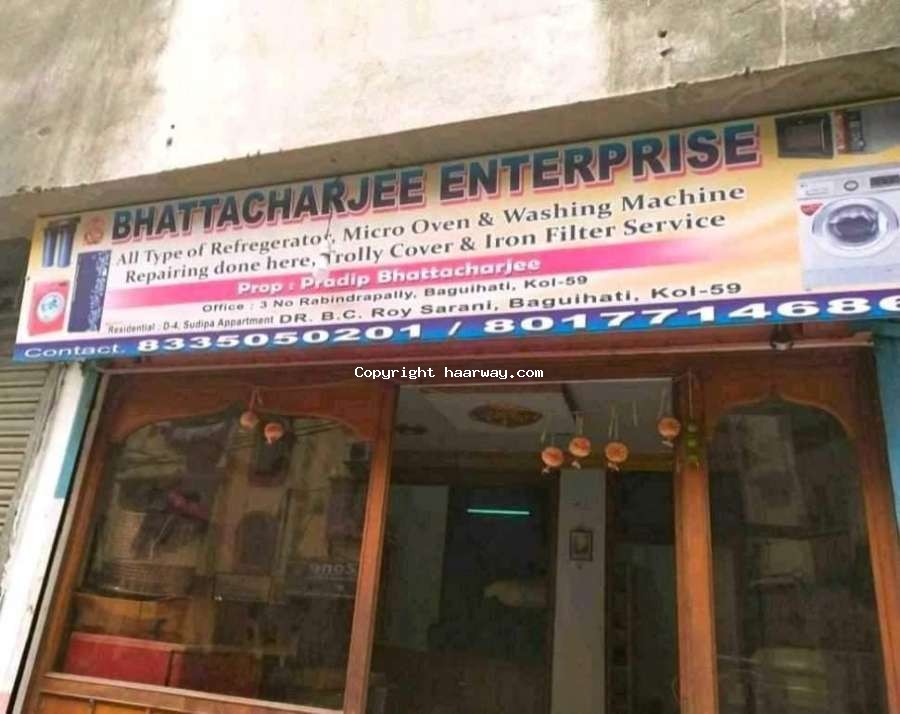 BHATTACHARJEE ENTERPRISE
All Type of Refregerator, Micro Oven & Washing Machine
Repairing done here, Trolly Cover & Iron Filter Service
Prop : Pradip Bhattacharjee
Office : 3 No Rabindrapally, Baguihati, Kol-59
Residential : D-4, Sudipa Appartment DR. B.C. Roy Sarani, Baguihati, Kol-59
Contact. 8335050201 / 8017714686
Copyright haarway.com